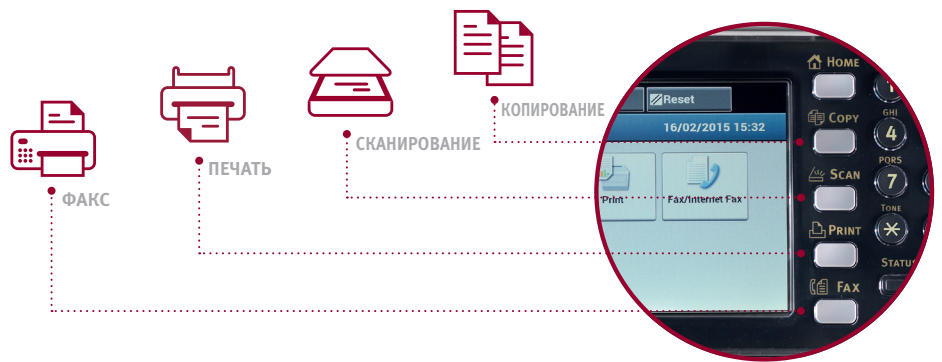 КОПИРОВАНИЕ
СКАНИРОВАНИЕ
ПЕЧАТЬ
ФАКС
Reset
16/02/2015 15:32
Print
Fax/Internet Fax
HOME
COPY
SCAN
PRINT
FAX
GHI
4
PQRS
7
TONE
*
STATUS